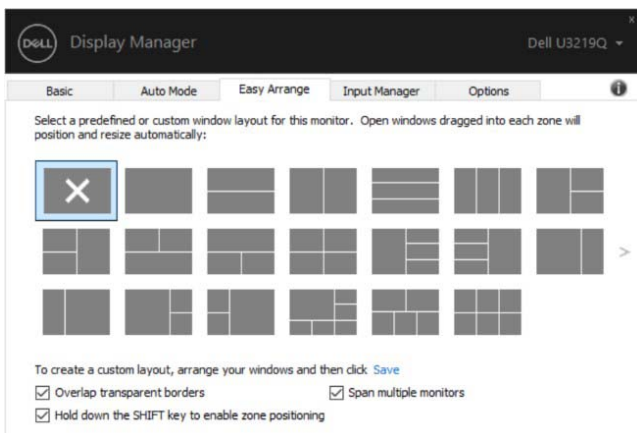 DELL Display Manager
Dell U3219Q
Basic Auto Mode Easy Arrange Input Manager Options
Select a predefined or custom window layout for this monitor. Open windows dragged into each zone will
position and resize automatically:
To create a custom layout, arrange your windows and then click Save
Overlap transparent borders Span multiple monitors
Hold down the SHIFT key to enable zone positioning